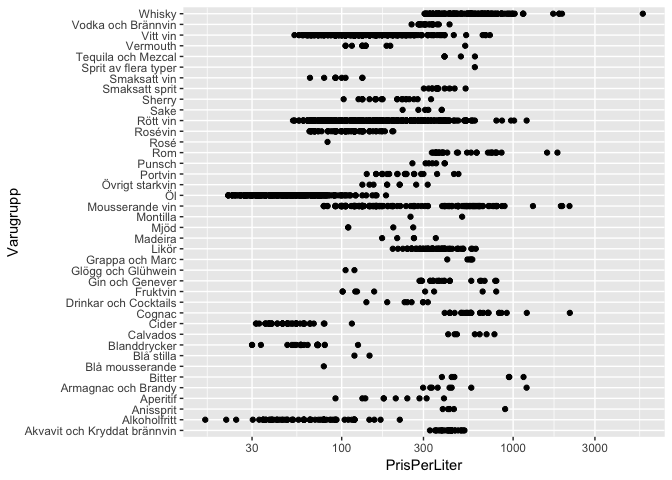 Whisky
Vodka och Brännvin
Vitt vin
Vermouth
Tequila och Mezcal
Sprit av flera typer
Smaksatt vin
Smaksatt sprit
Sherry
Sake
Rött vin
Rosévin
Rosé
Rom
Punsch
Portvin
Övrigt starkvin
Öl
Mousserande vin
Montilla
Mjöd
Madeira
Likör
Grappa och Marc
Glögg och Glühwein
Gin och Genever
Fruktvin
Drinkar och Cocktails
Cognac
Cider
Calvados
Blanddrycker
Blå stilla
Blå mousserande
Bitter
Armagnac och Brandy
Aperitif
Anissprit
Alkoholfritt
Akvavit och Kryddat brännvin
Varugrupp
30 100 300 1000 3000
PrisPerLiter